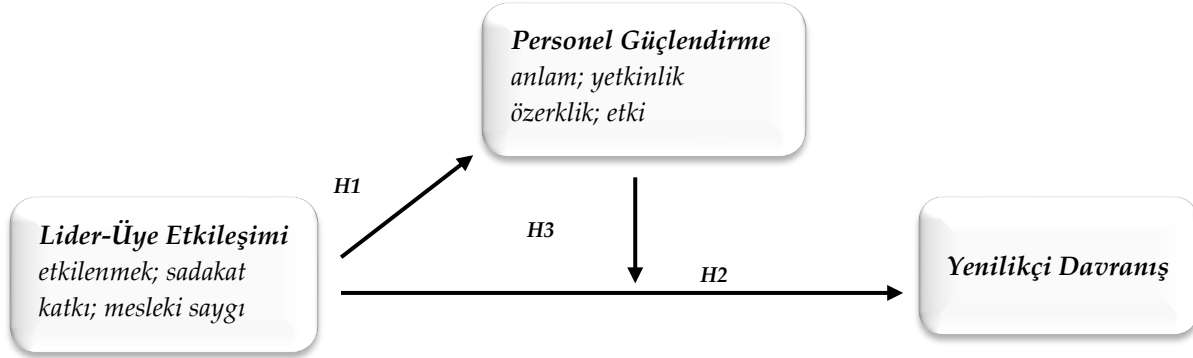 Personel Güçlendirme
anlam; yetkinlik
özerklik; etki
H1
Lider-Üye Etkileşimi
etkilenmek; sadakat
katkı; mesleki saygı
H3
H2
Yenilikçi Davranış